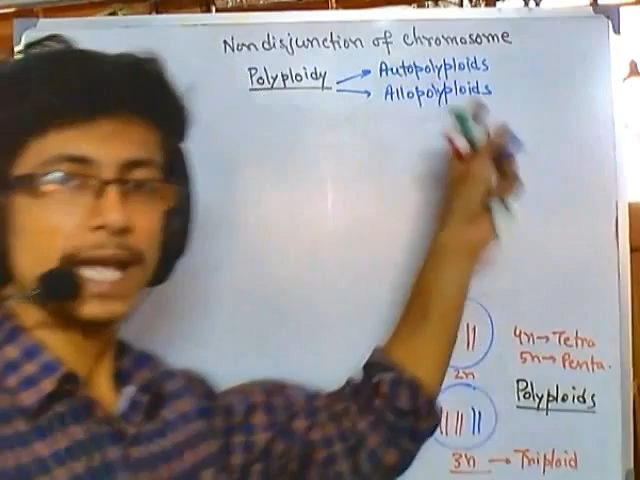 Nondisjunction of chromosome
Polyploidy → Autopolyploids
→ Allopolyploids
2n
4n→Tetra
5n→Penta.
Polyploids
3n → Triploid